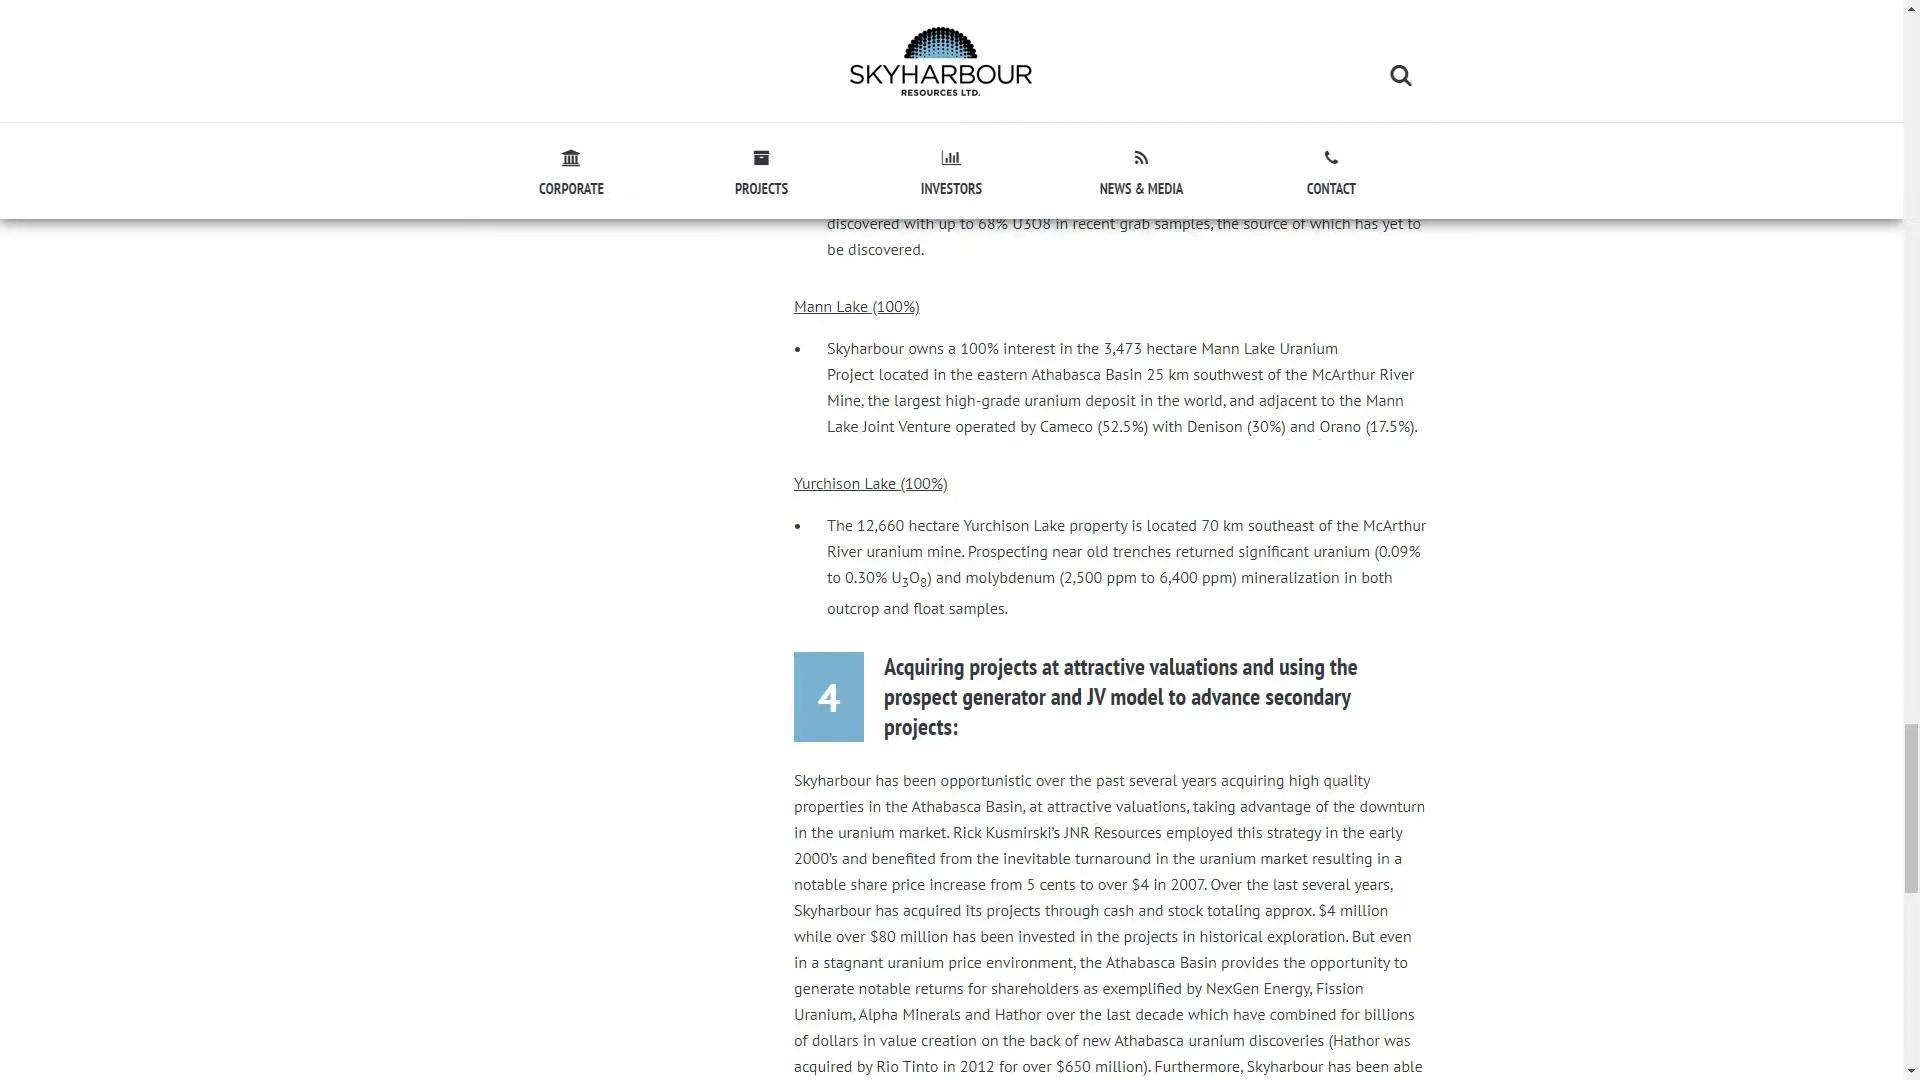 SKYHARBOUR
RESOURCES LTD.
CORPORATE
PROJECTS
INVESTORS
NEWS & MEDIA
CONTACT
discovered with up to 68% U3O8 in recent grab samples, the source of which has yet to
be discovered.
Mann Lake (100%)
• Skyharbour owns a 100% interest in the 3,473 hectare Mann Lake Uranium
Project located in the eastern Athabasca Basin 25 km southwest of the McArthur River
Mine, the largest high-grade uranium deposit in the world, and adjacent to the Mann
Lake Joint Venture operated by Cameco (52.5%) with Denison (30%) and Orano (17.5%).
Yurchison Lake (100%)
• The 12,660 hectare Yurchison Lake property is located 70 km southeast of the McArthur
River uranium mine. Prospecting near old trenches returned significant uranium (0.09%
to 0.30% U₃O₈) and molybdenum (2,500 ppm to 6,400 ppm) mineralization in both
outcrop and float samples.
4
Acquiring projects at attractive valuations and using the
prospect generator and JV model to advance secondary
projects:
Skyharbour has been opportunistic over the past several years acquiring high quality
properties in the Athabasca Basin, at attractive valuations, taking advantage of the downturn
in the uranium market. Rick Kusmirski’s JNR Resources employed this strategy in the early
2000’s and benefited from the inevitable turnaround in the uranium market resulting in a
notable share price increase from 5 cents to over $4 in 2007. Over the last several years,
Skyharbour has acquired its projects through cash and stock totaling approx. $4 million
while over $80 million has been invested in the projects in historical exploration. But even
in a stagnant uranium price environment, the Athabasca Basin provides the opportunity to
generate notable returns for shareholders as exemplified by NexGen Energy, Fission
Uranium, Alpha Minerals and Hathor over the last decade which have combined for billions
of dollars in value creation on the back of new Athabasca uranium discoveries (Hathor was
acquired by Rio Tinto in 2012 for over $650 million). Furthermore, Skyharbour has been able